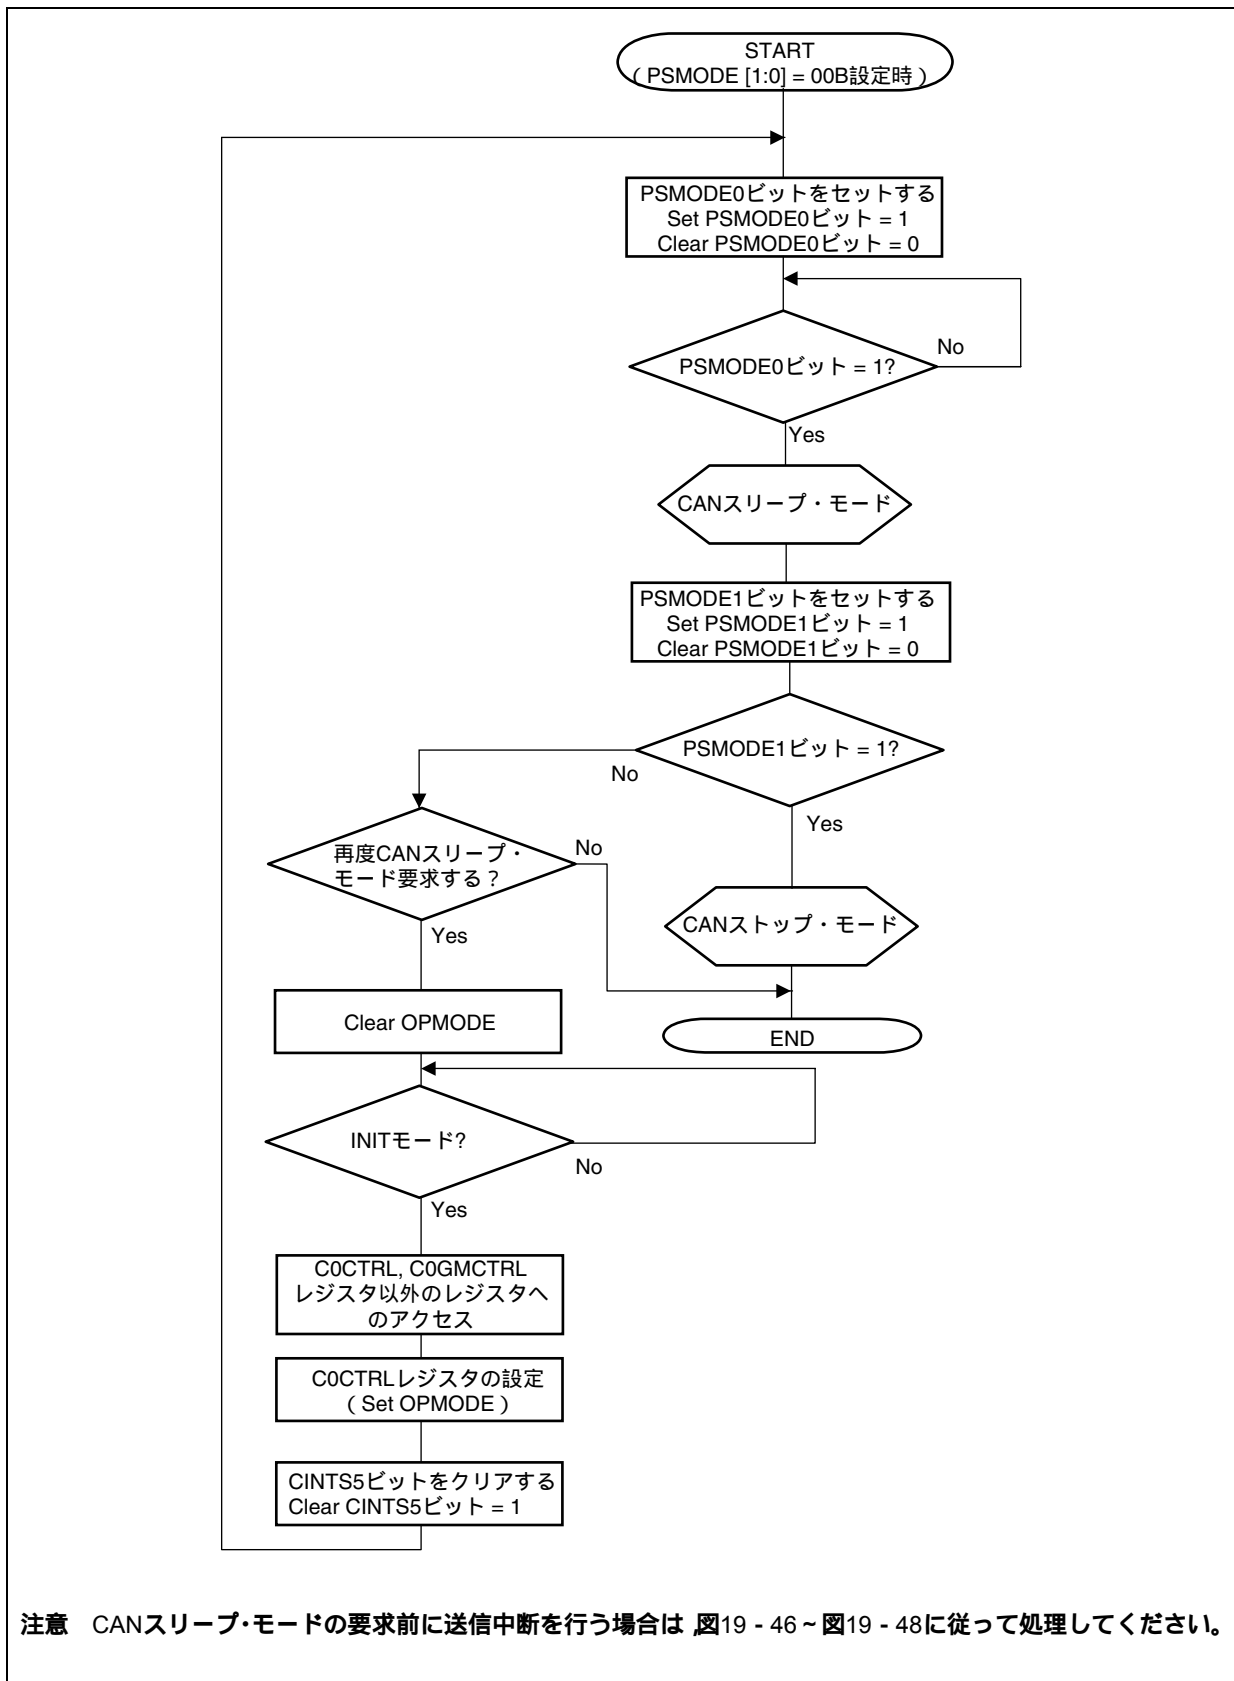 START
( PSMODE [1:0] = 00B設定時 )
PSMODE0ビットをセットする
Set PSMODE0ビット = 1
Clear PSMODE0ビット = 0
PSMODE0ビット = 1?
No
Yes
CANスリープ・モード
PSMODE1ビットをセットする
Set PSMODE1ビット = 1
Clear PSMODE1ビット = 0
PSMODE1ビット = 1?
No
Yes
再度CANスリープ・
モード要求する？
No
Yes
CANストップ・モード
Clear OPMODE
END
INITモード?
No
Yes
C0CTRL, C0GMCTRL
レジスタ以外のレジスタへ
のアクセス
C0CTRLレジスタの設定
( Set OPMODE )
CINTS5ビットをクリアする
Clear CINTS5ビット = 1
注意 CANスリープ・モードの要求前に送信中断を行う場合は,図19 - 46～図19 - 48に従って処理してください。